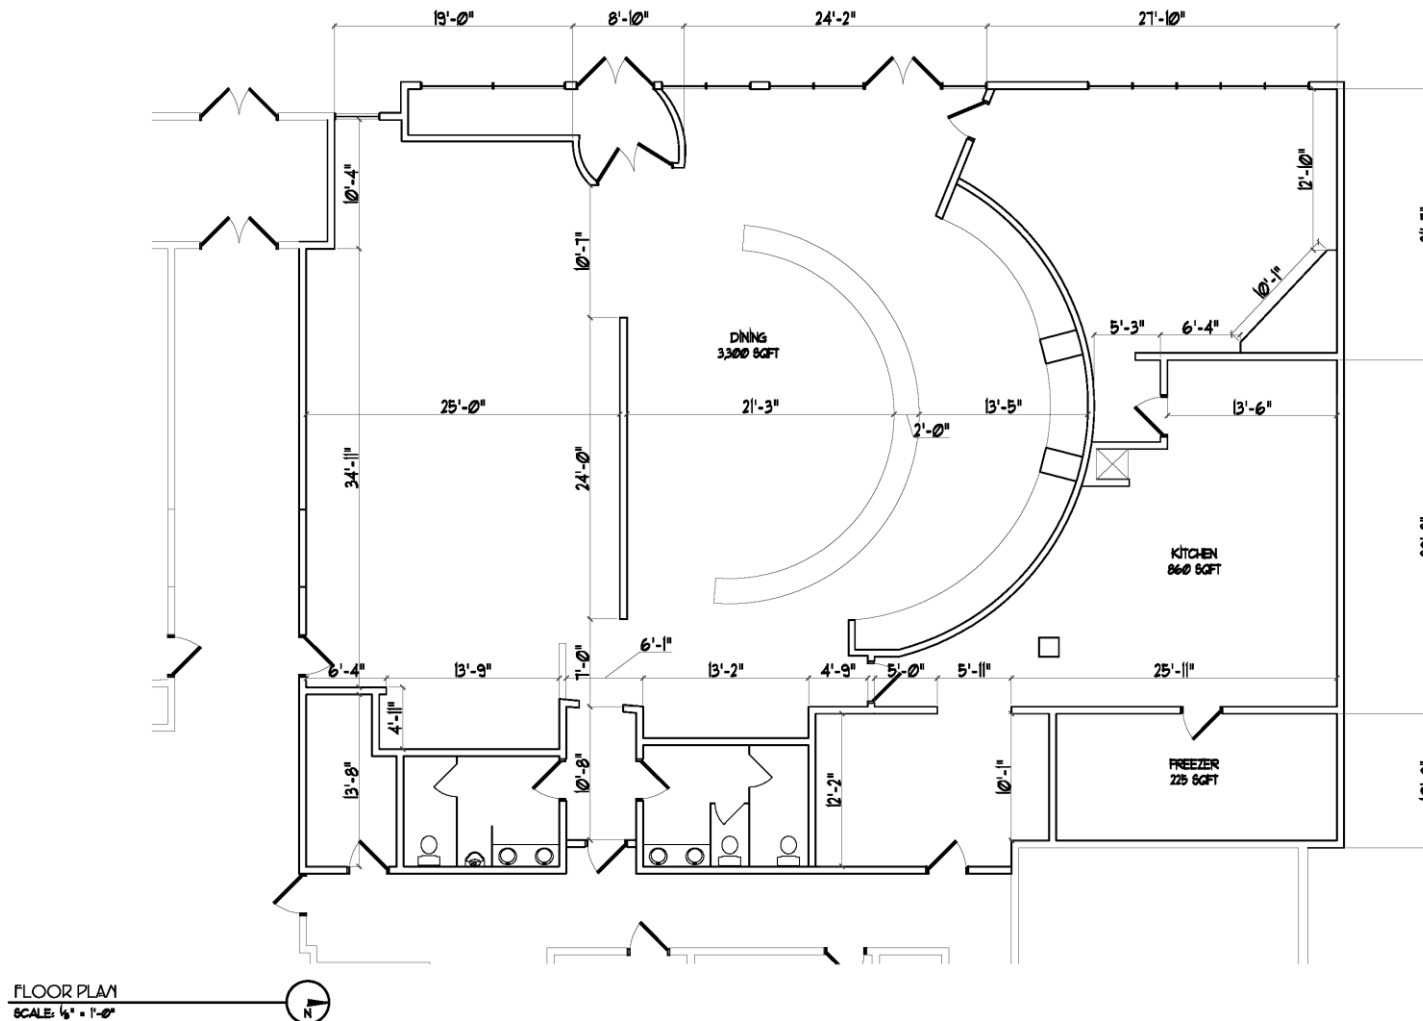 19'-0" 8'-10" 24'-2" 27'-10"
10'-4"
12'-10"
10'-7"
10'-1"
5'-3" 6'-4"
DINING
3,300 SQFT
25'-0" 21'-3" 13'-5" 13'-6"
2'-0"
34'-11"
24'-0"
KITCHEN
860 SQFT
6'-1"
7'-0"
6'-4" 13'-9" 13'-2" 4'-9" 5'-0" 5'-11" 25'-11"
4'-11"
FREEZER
225 SQFT
13'-8" 10'-8" 12'-2" 10'-1"
FLOOR PLAN
SCALE: ⅛" = 1'-0"
N